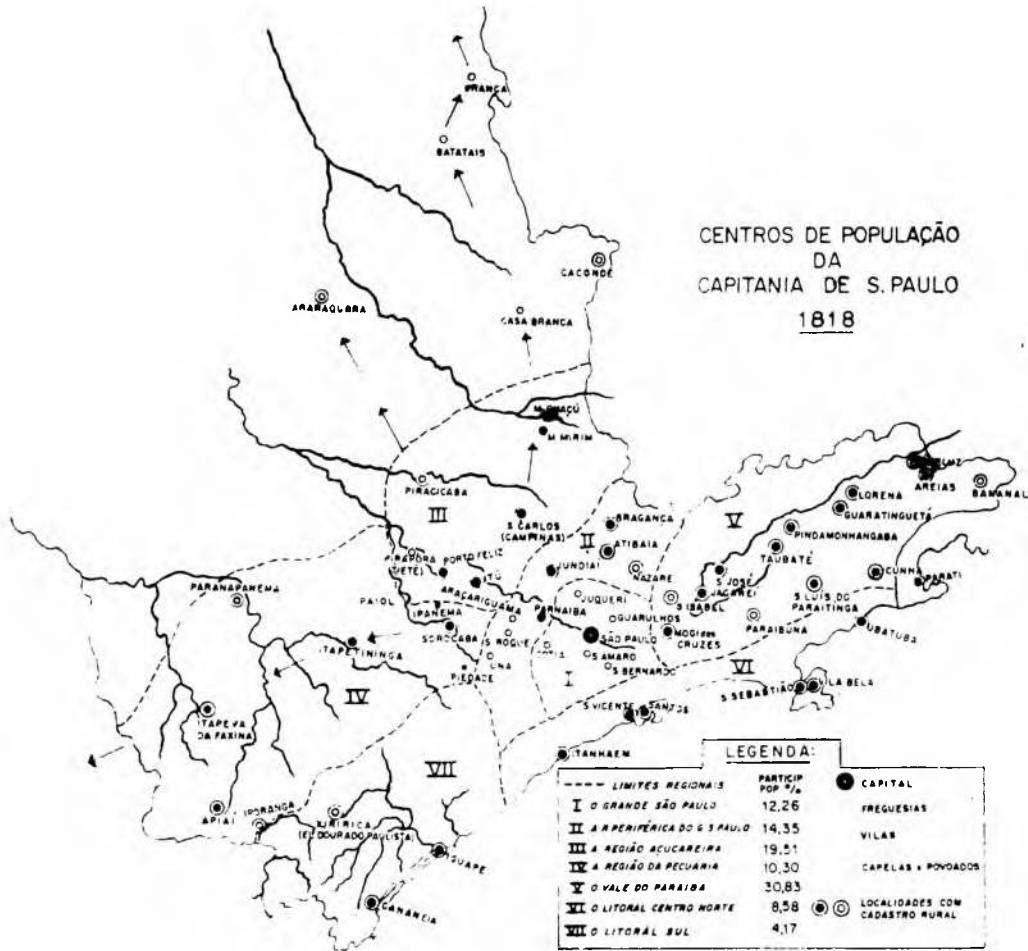 CENTROS DE POPULAÇÃO
DA
CAPITANIA DE S. PAULO
1818
FRANCA
BATATAIS
CACONDE
ARARAQUARA
CASA BRANCA
M. MIRIM
PIRACICABA
III
S. CARLOS
(CAMPINAS)
BRAGANÇA
II
ATIBAIA
V
LORENA
AREIAS
BANANAL
GUARATINGUETÁ
PINDAMONHANGABA
TAUBATÉ
PORTO FELIZ
ITÚ
JUNDIAI
NAZARE
S. JOSÉ
JACAREÍ
CUNHA
PARATI
PARANAPANEMA
ARAÇARIGUAMA
JUQUERI
S. ISABEL
S. LUIS DO
PARAITINGA
IPANEMA
PARNAIBA
GUARULHOS
PARAIBUNA
UBATUBA
SOROCABA
S. ROQUE
SÃO PAULO
MOGI DAS
CRUZES
ITAPETININGA
UNA
COTIA
S. AMARO
S. BERNARDO
VI
PIEDADE
IV
I
ITAPEVA
DA FAXINA
S. SEBASTIÃO
VILA BELA
S. VICENTE
SANTOS
ITANHAEM
VII
APIAÍ
IPORANGA
XIRIRICA
(ELDOURADO PAULISTA)
IGUAPE
CANANEIA
LEGENDA:
LIMITES REGIONAIS
PARTICIP
POP %
CAPITAL
I O GRANDE SÃO PAULO 12,26
FREGUESIAS
II A R PERIFÉRICA DO G S PAULO 14,35
VILAS
III A REGIÃO AÇUCAREIRA 19,51
IV A REGIÃO DA PECUARIA 10,30
CAPELAS E POVOADOS
V O VALE DO PARAIBA 30,83
VI O LITORAL CENTRO NORTE 8,58
LOCALIDADES COM
CADASTRO RURAL
VII O LITORAL SUL 4,17